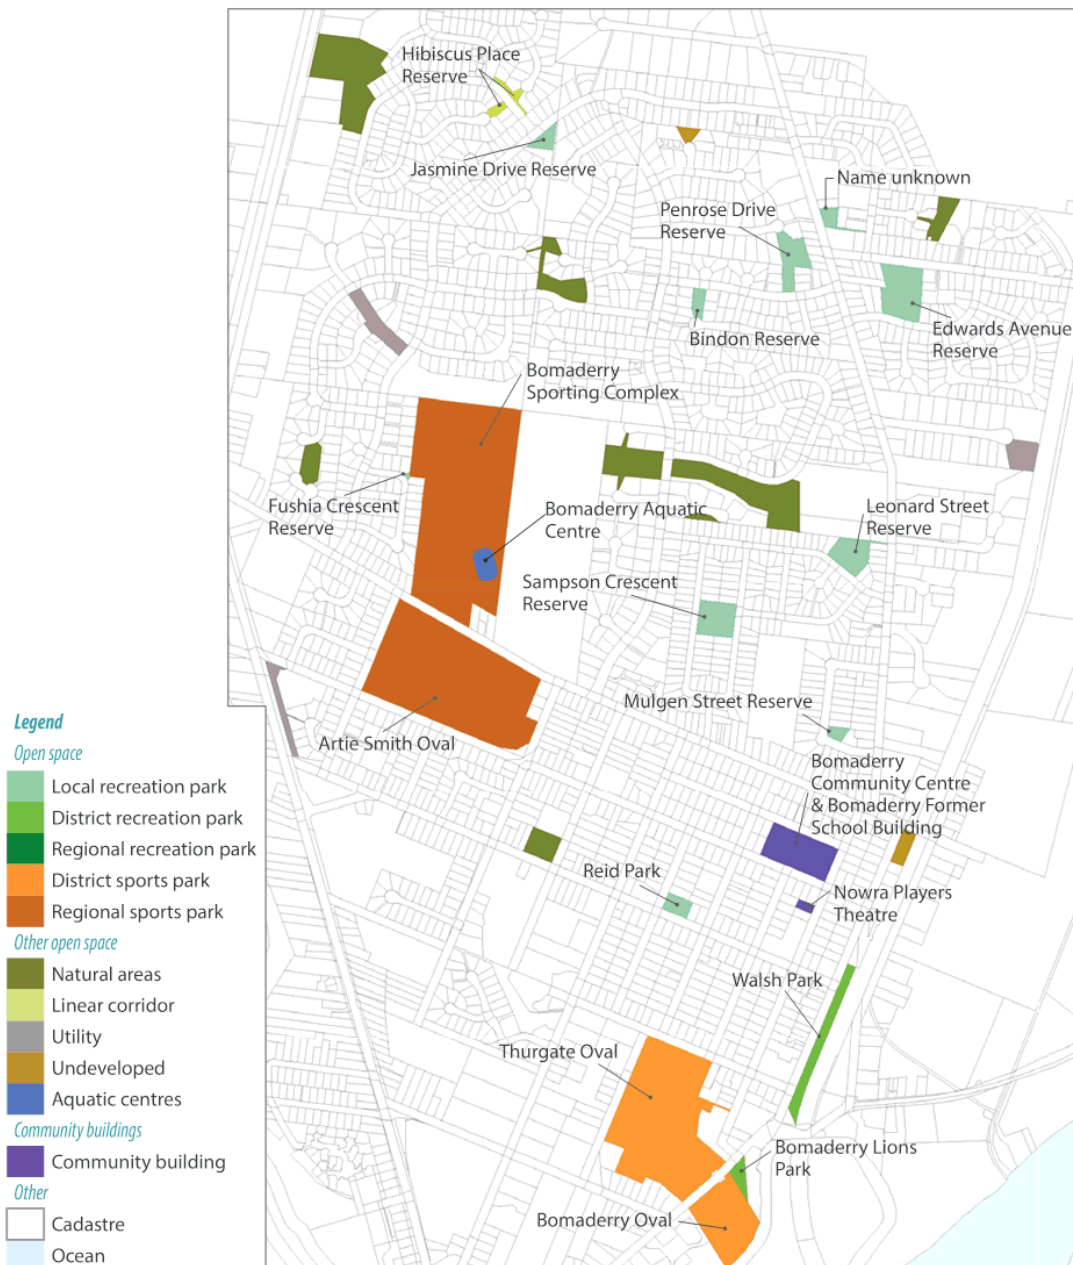 Hibiscus Place
Reserve
Jasmine Drive Reserve
Name unknown
Penrose Drive
Reserve
Bindon Reserve
Edwards Avenue
Reserve
Bomaderry
Sporting Complex
Fushia Crescent
Reserve
Bomaderry Aquatic
Centre
Leonard Street
Reserve
Sampson Crescent
Reserve
Mulgen Street Reserve
Artie Smith Oval
Bomaderry
Community Centre
& Bomaderry Former
School Building
Reid Park
Nowra Players
Theatre
Walsh Park
Thurgate Oval
Bomaderry Lions
Park
Bomaderry Oval
Legend
Open space
Local recreation park
District recreation park
Regional recreation park
District sports park
Regional sports park
Other open space
Natural areas
Linear corridor
Utility
Undeveloped
Aquatic centres
Community buildings
Community building
Other
Cadastre
Ocean